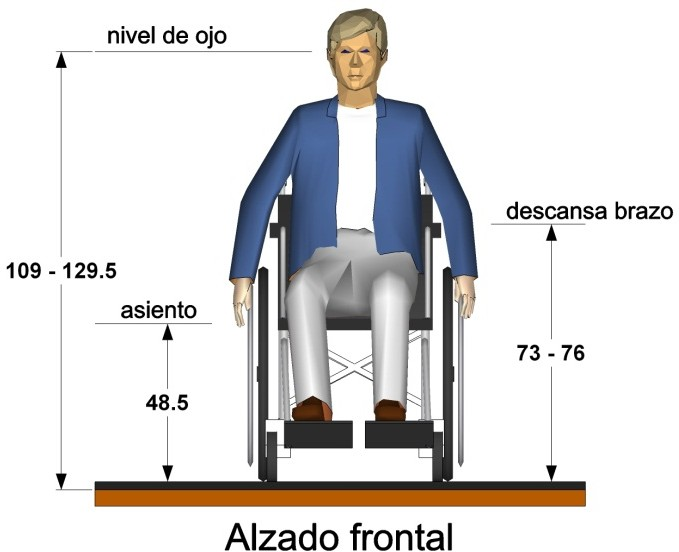 nivel de ojo
descansa brazo
109 - 129.5
asiento
73 - 76
48.5
Alzado frontal